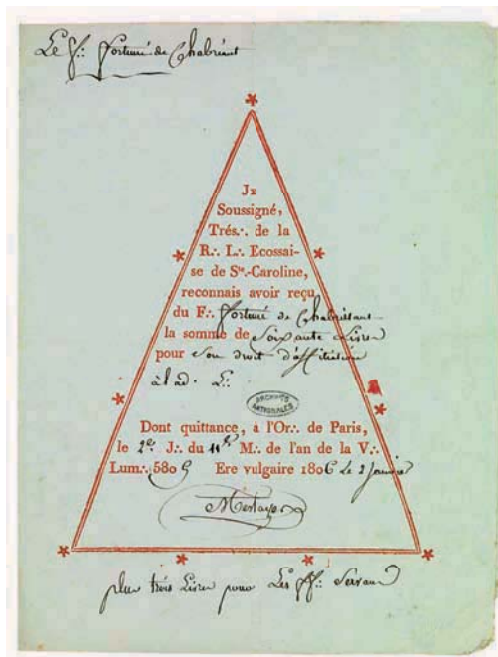 Le f∴ fortuné de Chabrillant
Je
Soussigné,
Trés∴ de la
R∴ L∴ Ecossai-
se de Ste.-Caroline,
reconnais avoir reçu
du F∴ fortuné de Chabrillant
la somme de soixante Livres
pour son droit d'affiliation
à lad. L∴
ARCHIVES
NATIONALES
Dont quittance, à l'Or∴ de Paris,
le 2e. J∴ du 11e M∴ de l'an de la V∴
Lum∴ 5805 Ere vulgaire 1806 Le 2 Janvier
plus trois Livres pour Les ff∴ Servans